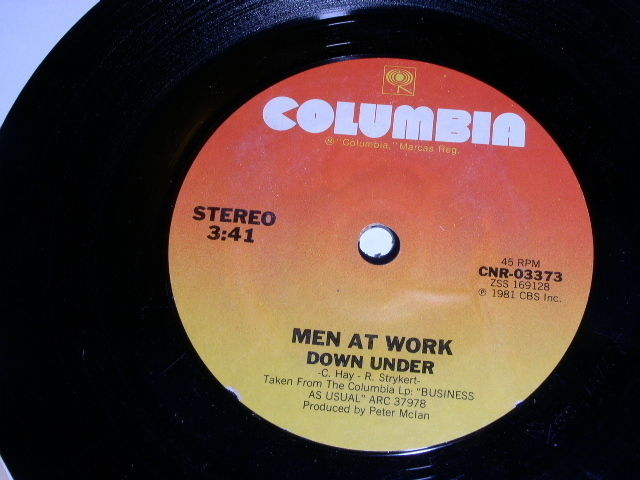 COLUMBIA
® "Columbia," Marcas Reg.
STEREO
3:41
45 RPM
CNR-03373
ZSS 169128
℗ 1981 CBS Inc.
MEN AT WORK
DOWN UNDER
-C. Hay - R. Strykert-
Taken From The Columbia Lp: "BUSINESS
AS USUAL" ARC 37978
Produced by Peter McIan